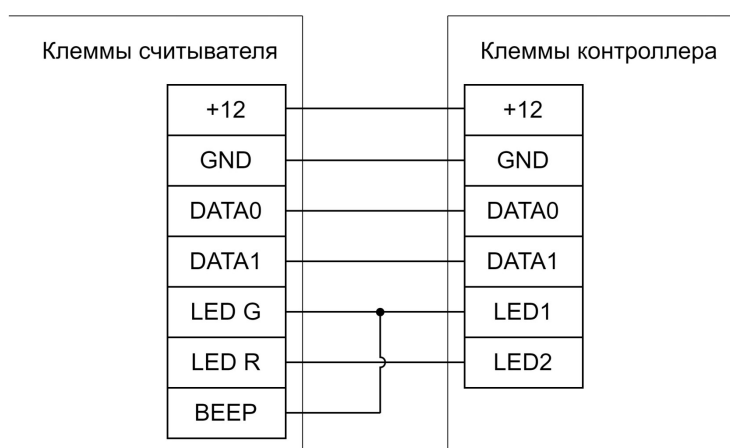 Клеммы считывателя
Клеммы контроллера
+12
+12
GND
GND
DATA0
DATA0
DATA1
DATA1
LED G
LED1
LED R
LED2
BEEP